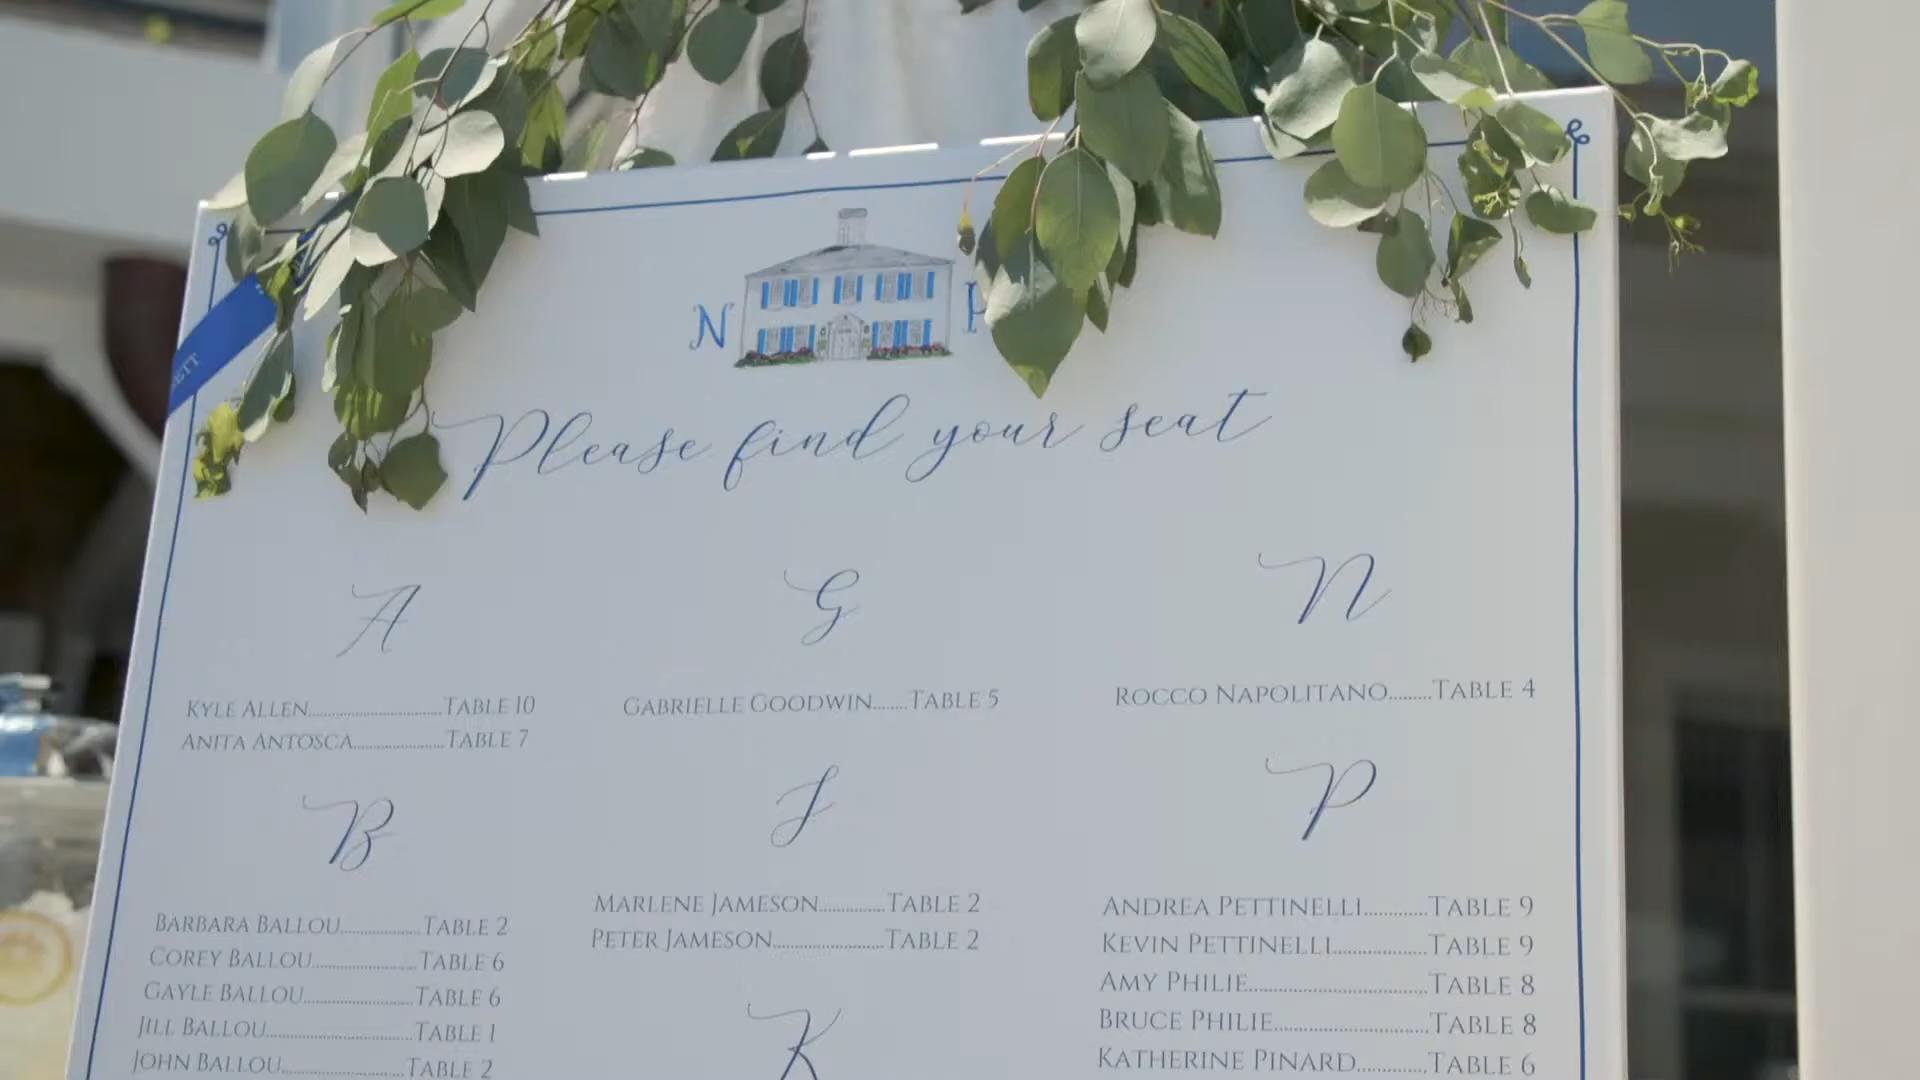 N
Please find your seat
A
KYLE ALLEN..........TABLE 10
ANITA ANTOSCA..........TABLE 7
B
BARBARA BALLOU..........TABLE 2
COREY BALLOU..........TABLE 6
GAYLE BALLOU..........TABLE 6
JILL BALLOU..........TABLE 1
JOHN BALLOU..........TABLE 2
G
GABRIELLE GOODWIN.......TABLE 5
J
MARLENE JAMESON..........TABLE 2
PETER JAMESON..........TABLE 2
K
N
ROCCO NAPOLITANO........TABLE 4
P
ANDREA PETTINELLI..........TABLE 9
KEVIN PETTINELLI..........TABLE 9
AMY PHILIE..........TABLE 8
BRUCE PHILIE..........TABLE 8
KATHERINE PINARD..........TABLE 6